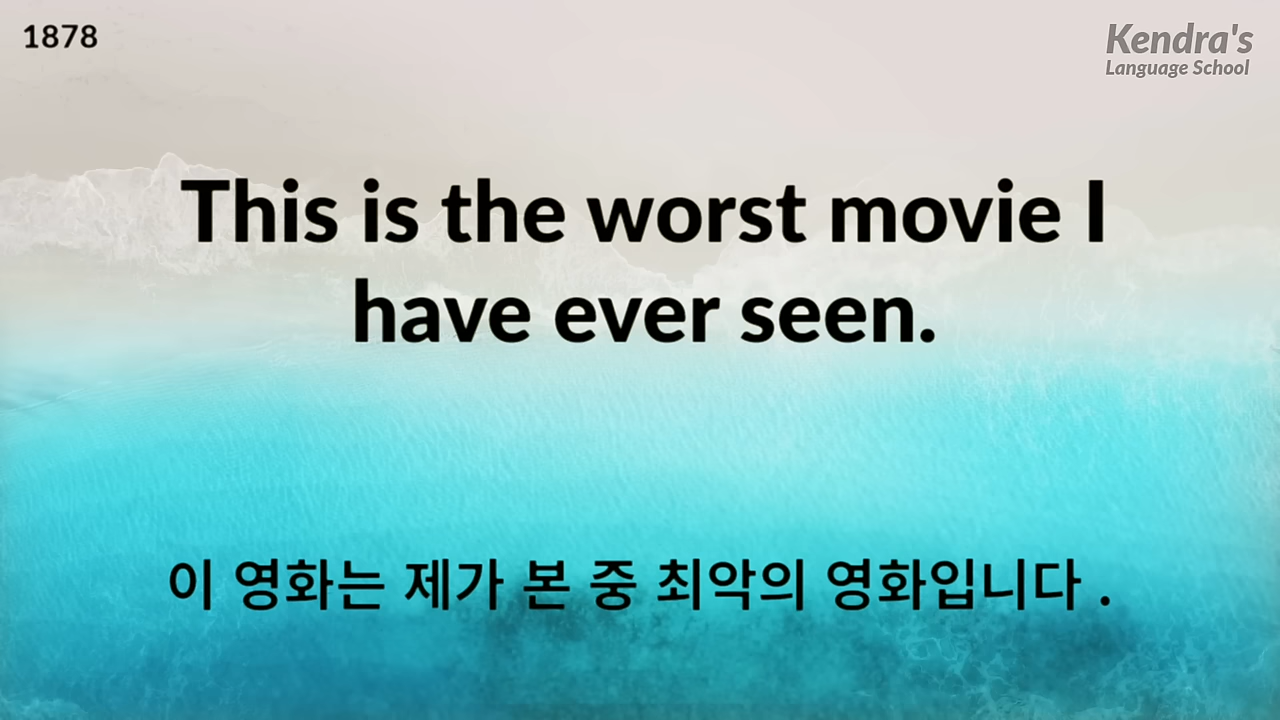 1878
Kendra's
Language School
This is the worst movie I
have ever seen.
이 영화는 제가 본 중 최악의 영화입니다 .